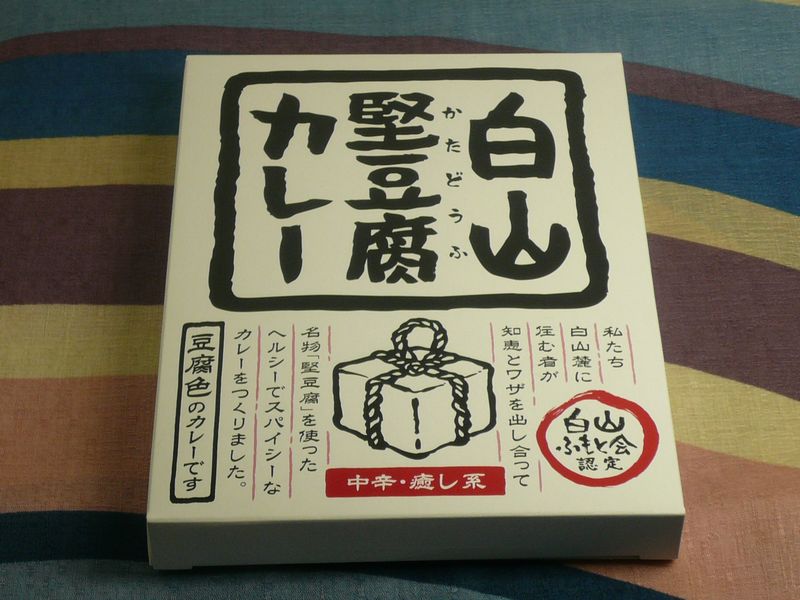 白山
堅豆腐
かたどうふ
カレー
私たち
白山麓に
住む者が
知恵とワザを出し合って
名物「堅豆腐」を使った
ヘルシーでスパイシーな
カレーをつくりました。
豆腐色のカレーです
中辛・癒し系
白山
ふもと会
認定